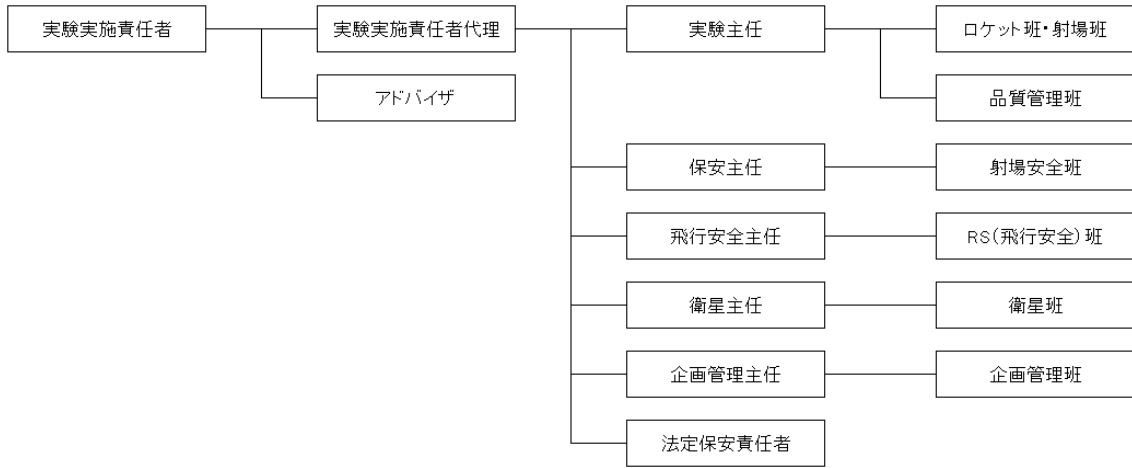 実験実施責任者
実験実施責任者代理
実験主任
ロケット班・射場班
アドバイザ
品質管理班
保安主任
射場安全班
飛行安全主任
RS(飛行安全)班
衛星主任
衛星班
企画管理主任
企画管理班
法定保安責任者